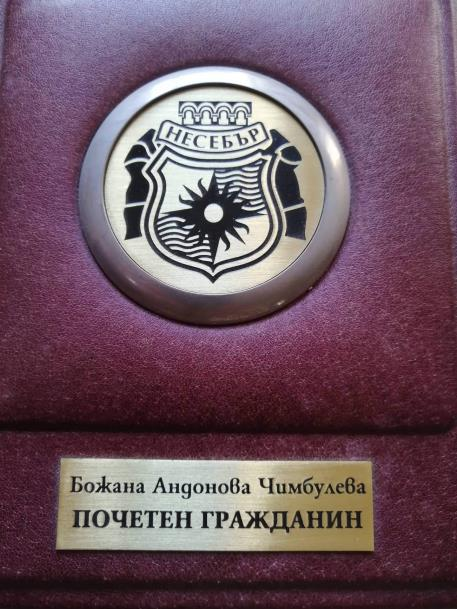 НЕСЕБЪР
Божана Андонова Чимбулева
ПОЧЕТЕН ГРАЖДАНИН